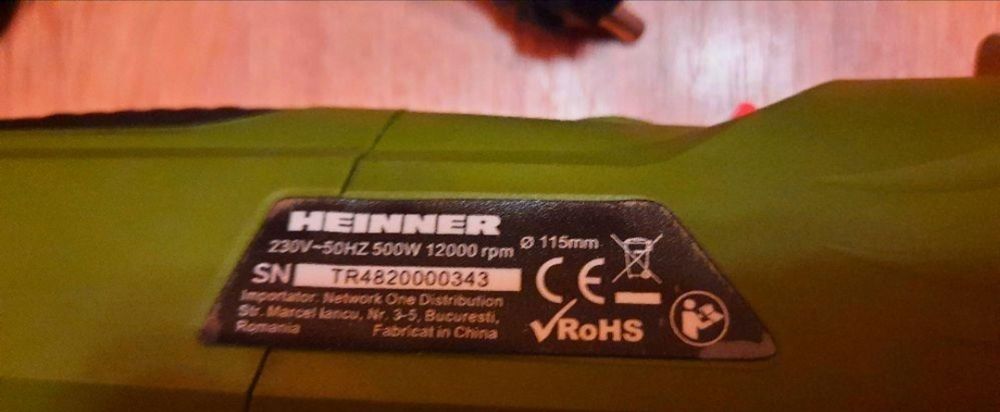 HEINNER
230V~50HZ 500W 12000 rpm Ø 115mm
SN TR4820000343
Importator: Network One Distribution
Str. Marcel Iancu, Nr. 3-5, Bucuresti,
Romania Fabricat in China
CE
RoHS